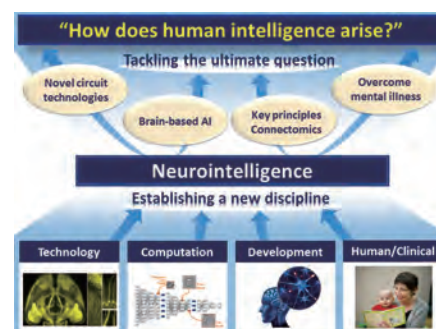 “How does human intelligence arise?”
Tackling the ultimate question
Novel circuit
technologies
Brain-based AI
Key principles
Connectomics
Overcome
mental illness
Neurointelligence
Establishing a new discipline
Technology
Computation
Development
Human/Clinical